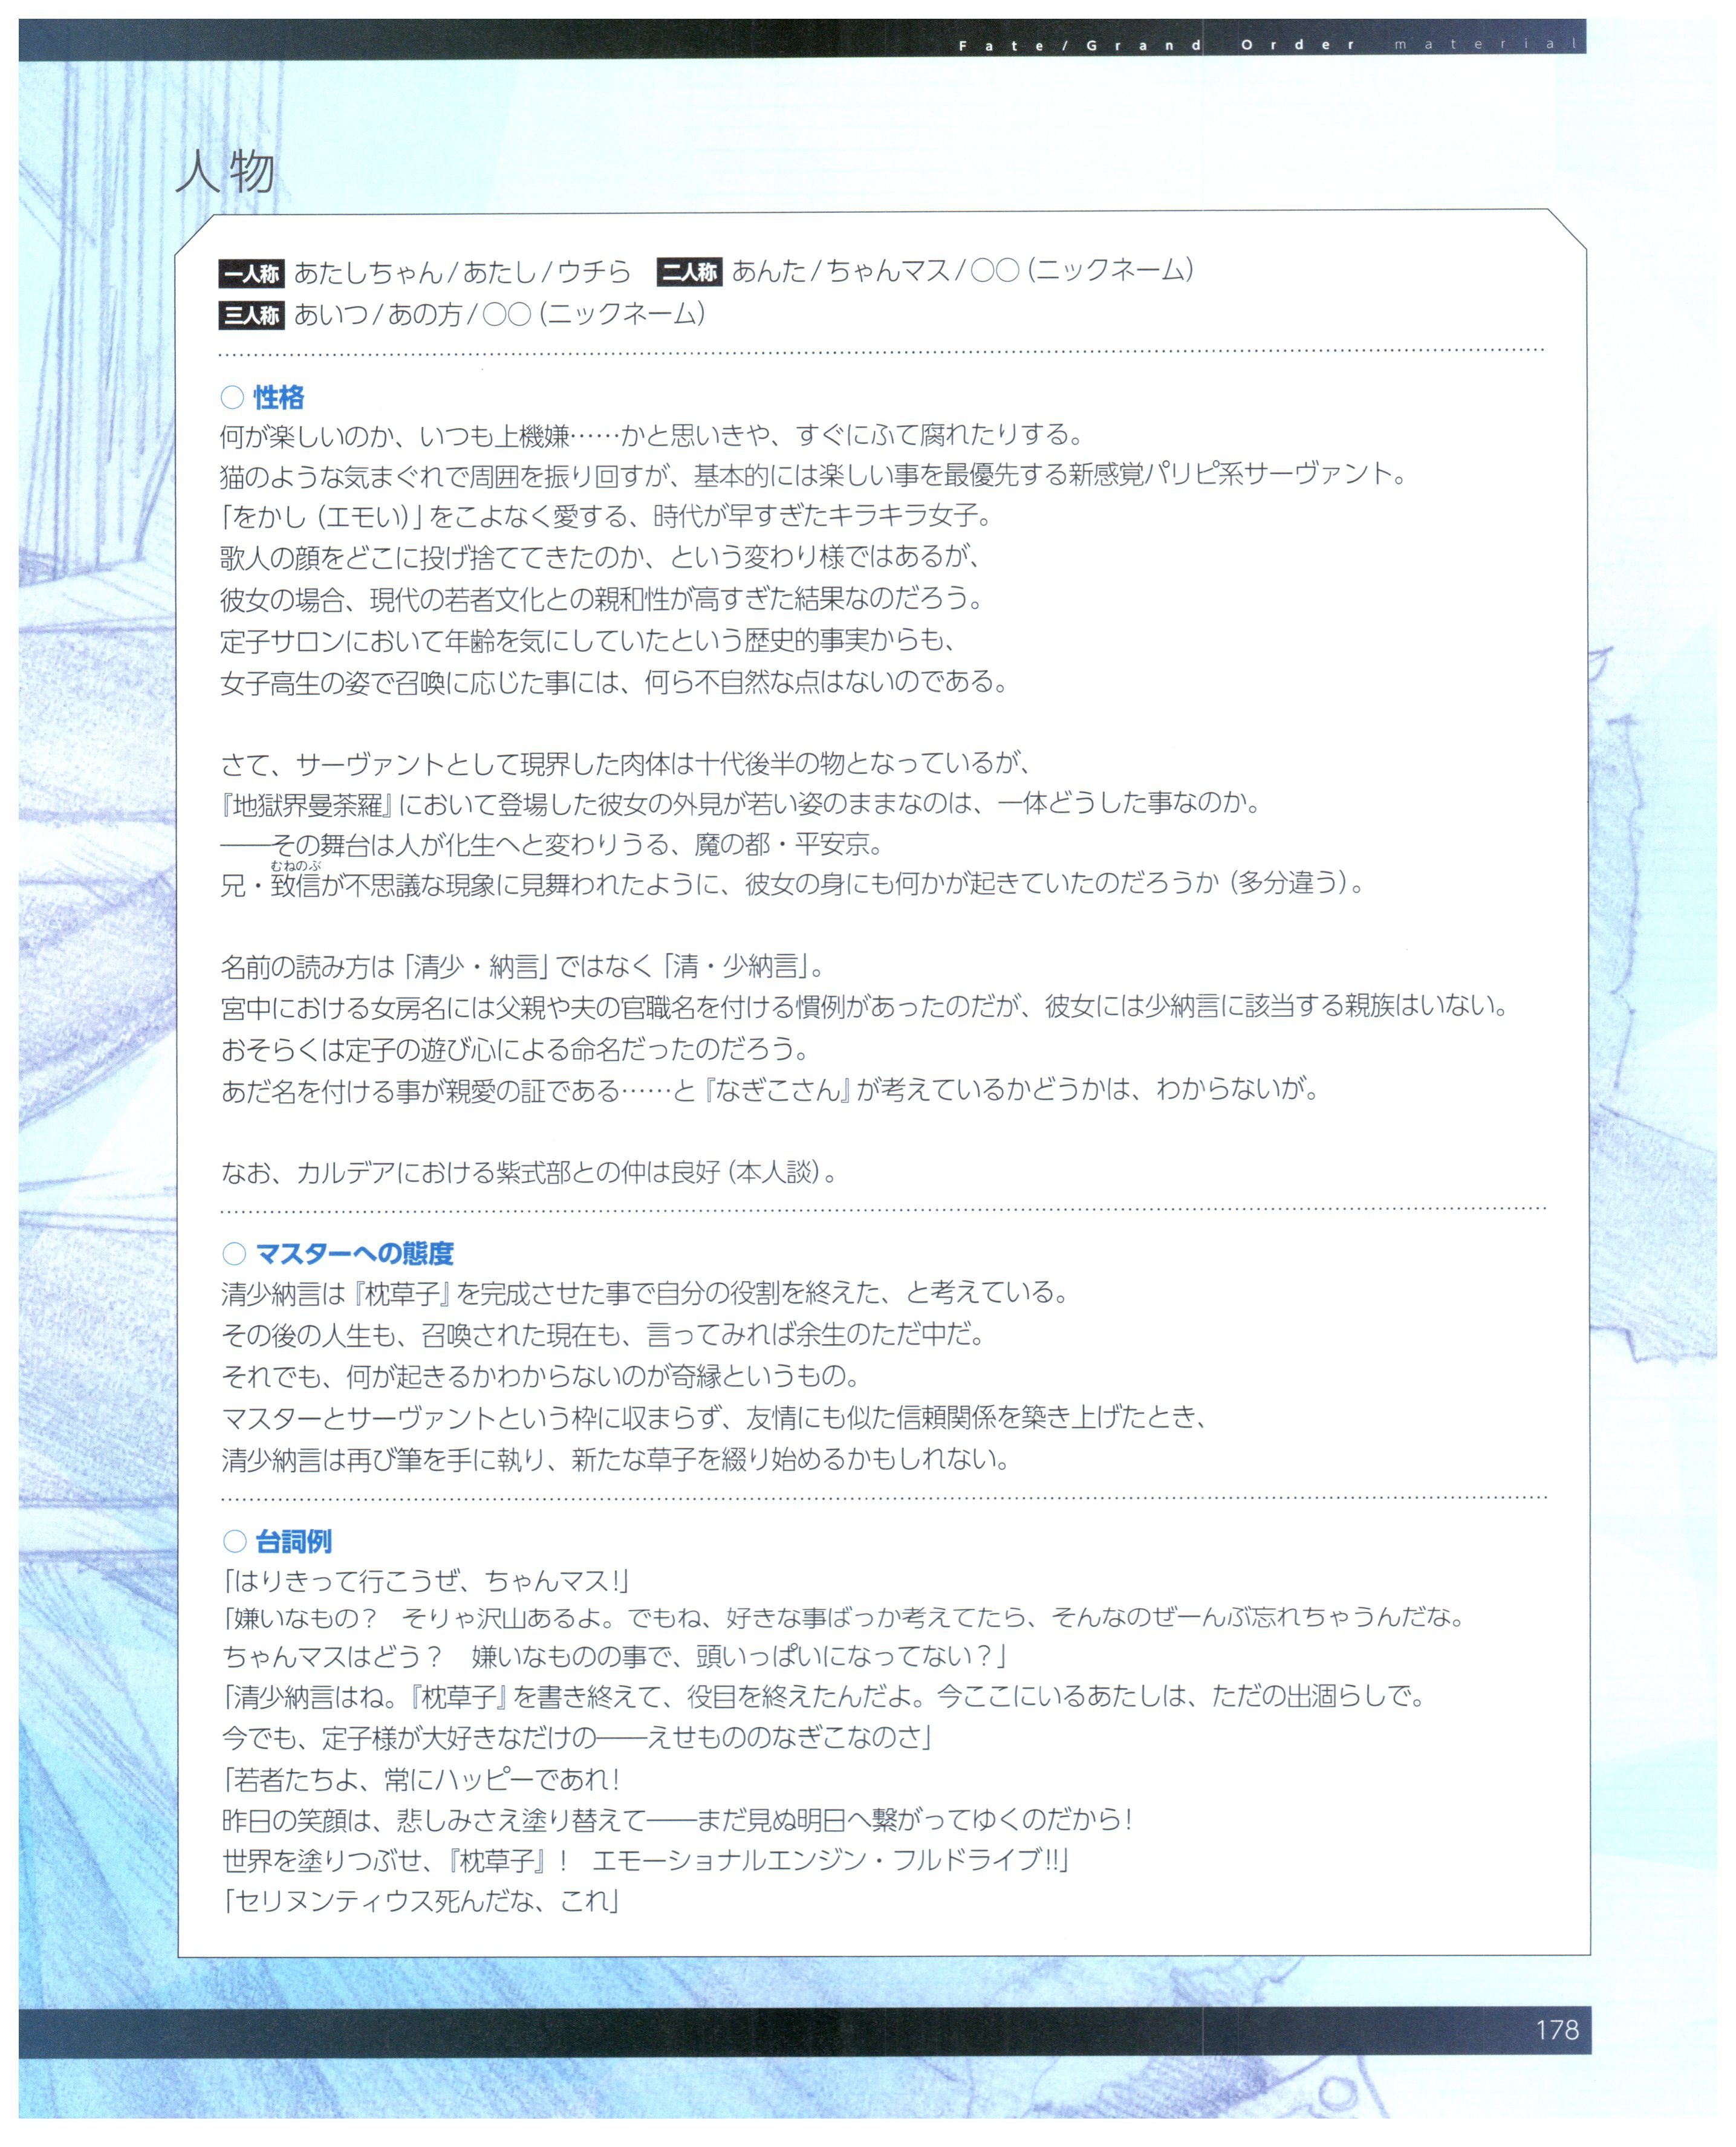 Fate/Grand Order material
人物
一人称 あたしちゃん/あたし/ウチら 二人称 あんた/ちゃんマス/○○(ニックネーム)
三人称 あいつ/あの方/○○(ニックネーム)
○ 性格
何が楽しいのか、いつも上機嫌……かと思いきや、すぐにふて腐れたりする。
猫のような気まぐれで周囲を振り回すが、基本的には楽しい事を最優先する新感覚パリピ系サーヴァント。
「をかし(エモい)」をこよなく愛する、時代が早すぎたキラキラ女子。
歌人の顔をどこに投げ捨ててきたのか、という変わり様ではあるが、
彼女の場合、現代の若者文化との親和性が高すぎた結果なのだろう。
定子サロンにおいて年齢を気にしていたという歴史的事実からも、
女子高生の姿で召喚に応じた事には、何ら不自然な点はないのである。
さて、サーヴァントとして現界した肉体は十代後半の物となっているが、
『地獄界曼荼羅』において登場した彼女の外見が若い姿のままなのは、一体どうした事なのか。
――その舞台は人が化生へと変わりうる、魔の都・平安京。
むねのぶ
兄・致信が不思議な現象に見舞われたように、彼女の身にも何かが起きていたのだろうか(多分違う)。
名前の読み方は「清少・納言」ではなく「清・少納言」。
宮中における女房名には父親や夫の官職名を付ける慣例があったのだが、彼女には少納言に該当する親族はいない。
おそらくは定子の遊び心による命名だったのだろう。
あだ名を付ける事が親愛の証である……と『なぎこさん』が考えているかどうかは、わからないが。
なお、カルデアにおける紫式部との仲は良好(本人談)。
○ マスターへの態度
清少納言は『枕草子』を完成させた事で自分の役割を終えた、と考えている。
その後の人生も、召喚された現在も、言ってみれば余生のただ中だ。
それでも、何が起きるかわからないのが奇縁というもの。
マスターとサーヴァントという枠に収まらず、友情にも似た信頼関係を築き上げたとき、
清少納言は再び筆を手に執り、新たな草子を綴り始めるかもしれない。
○ 台詞例
「はりきって行こうぜ、ちゃんマス!」
「嫌いなもの? そりゃ沢山あるよ。でもね、好きな事ばっか考えてたら、そんなのぜーんぶ忘れちゃうんだな。
ちゃんマスはどう? 嫌いなものの事で、頭いっぱいになってない?」
「清少納言はね。『枕草子』を書き終えて、役目を終えたんだよ。今ここにいるあたしは、ただの出涸らしで。
今でも、定子様が大好きなだけの――えせもののなぎこなのさ」
「若者たちよ、常にハッピーであれ!
昨日の笑顔は、悲しみさえ塗り替えて――まだ見ぬ明日へ繋がってゆくのだから!
世界を塗りつぶせ、『枕草子』! エモーショナルエンジン・フルドライブ!!」
「セリヌンティウス死んだな、これ」
178